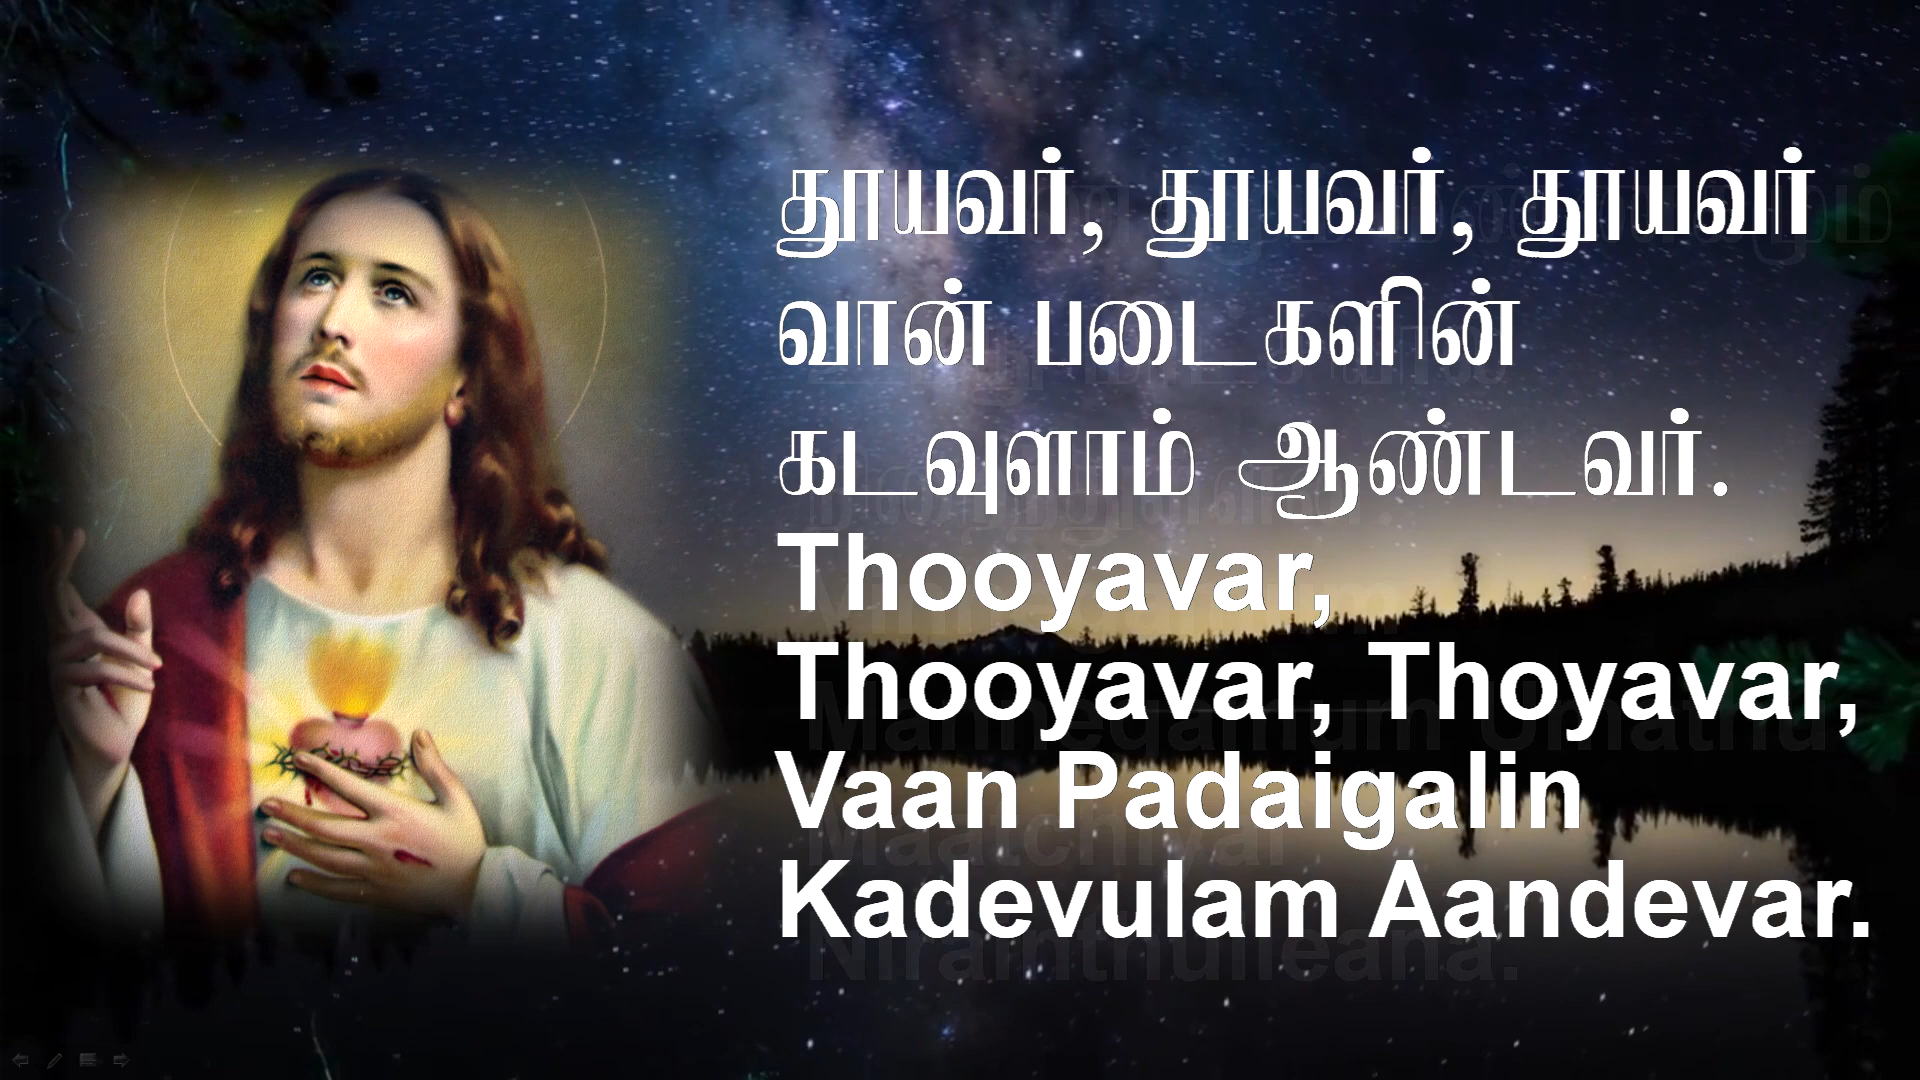 தூயவர், தூயவர், தூயவர்
வான் படைகளின்
கடவுளாம் ஆண்டவர்.
Thooyavar,
Thooyavar, Thoyavar,
Vaan Padaigalin
Kadevulam Aandevar.